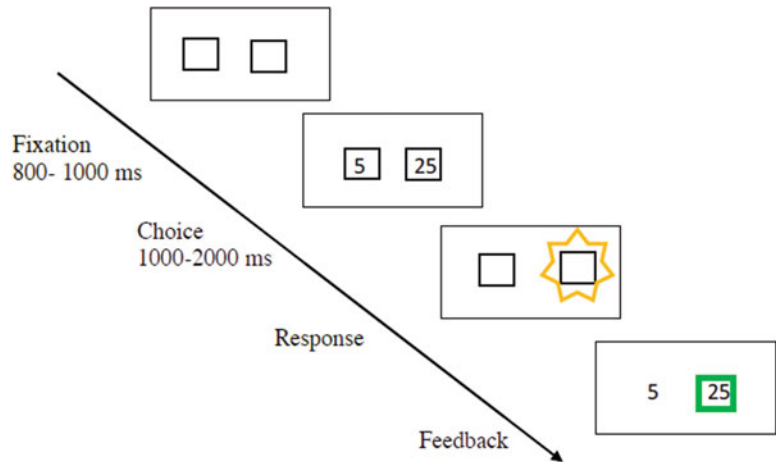 Fixation
800- 1000 ms
5 25
Choice
1000-2000 ms
Response
5 25
Feedback